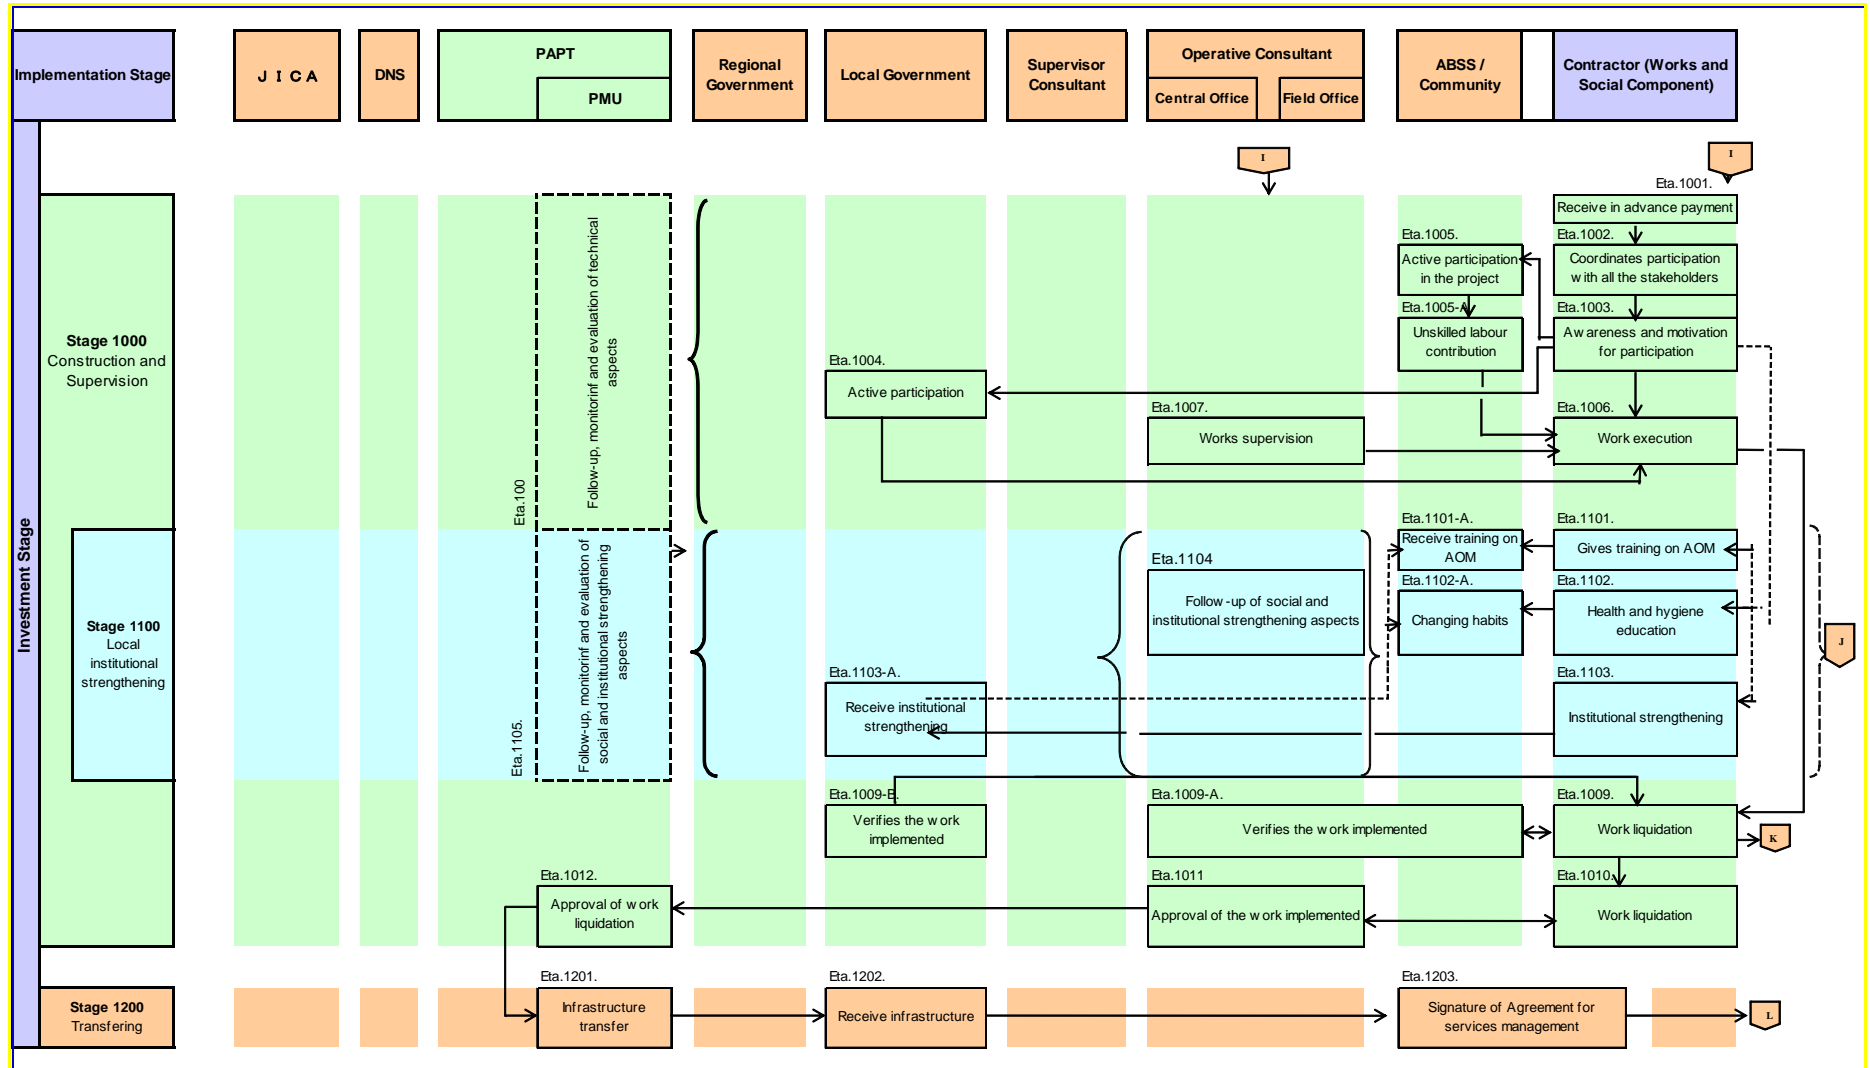 Implementation Stage
J I C A
DNS
PAPT
PMU
Regional
Government
Local Government
Supervisor
Consultant
Operative Consultant
Central Office
Field Office
ABSS /
Community
Contractor (Works and
Social Component)
I
I
Investment Stage
Stage 1000
Construction and
Supervision
Eta.100
Follow-up, monitorinf and evaluation of technical
aspects
Eta.1001.
Receive in advance payment
Eta.1005.
Active participation
in the project
Eta.1002.
Coordinates participation
with all the stakeholders
Eta.1005-A
Unskilled labour
contribution
Eta.1003.
Awareness and motivation
for participation
Eta.1004.
Active participation
Eta.1007.
Works supervision
Eta.1006.
Work execution
Stage 1100
Local
institutional
strengthening
Eta.1105.
Follow-up, monitorinf and evaluation of
social and institutional strengthening
aspects
Eta.1101-A.
Receive training on
AOM
Eta.1101.
Gives training on AOM
Eta.1104
Follow-up of social and
institutional strengthening aspects
Eta.1102-A.
Changing habits
Eta.1102.
Health and hygiene
education
J
Eta.1103-A.
Receive institutional
strengthening
Eta.1103.
Institutional strengthening
Eta.1009-B.
Verifies the work
implemented
Eta.1009-A.
Verifies the work implemented
Eta.1009.
Work liquidation
K
Eta.1012.
Approval of work
liquidation
Eta.1011
Approval of the work implemented
Eta.1010.
Work liquidation
Stage 1200
Transfering
Eta.1201.
Infrastructure
transfer
Eta.1202.
Receive infrastructure
Eta.1203.
Signature of Agreement for
services management
L